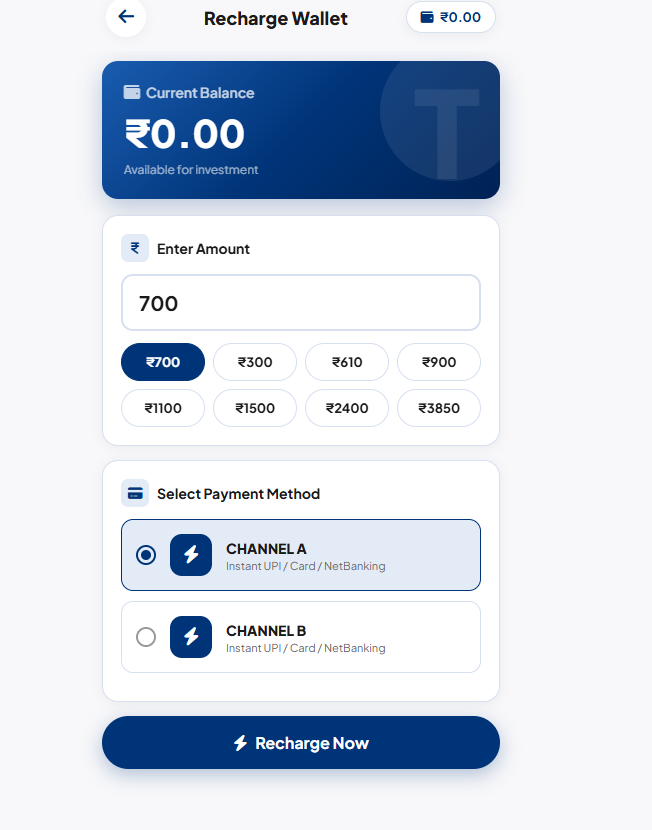 Recharge Wallet
₹0.00
Current Balance
₹0.00
Available for investment
T
₹
Enter Amount
700
₹700
₹300
₹610
₹900
₹1100
₹1500
₹2400
₹3850
Select Payment Method
CHANNEL A
Instant UPI / Card / NetBanking
CHANNEL B
Instant UPI / Card / NetBanking
Recharge Now